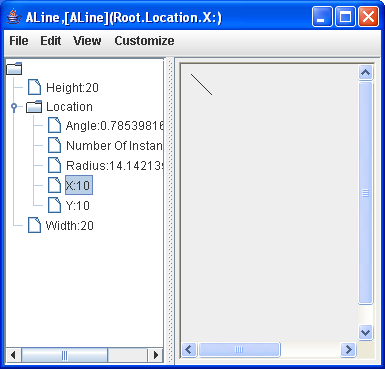 ALine,[ALine](Root.Location.X:)
File Edit View Customize
Height:20
Location
Angle:0.78539816
Number Of Instan
Radius:14.142139
X:10
Y:10
Width:20